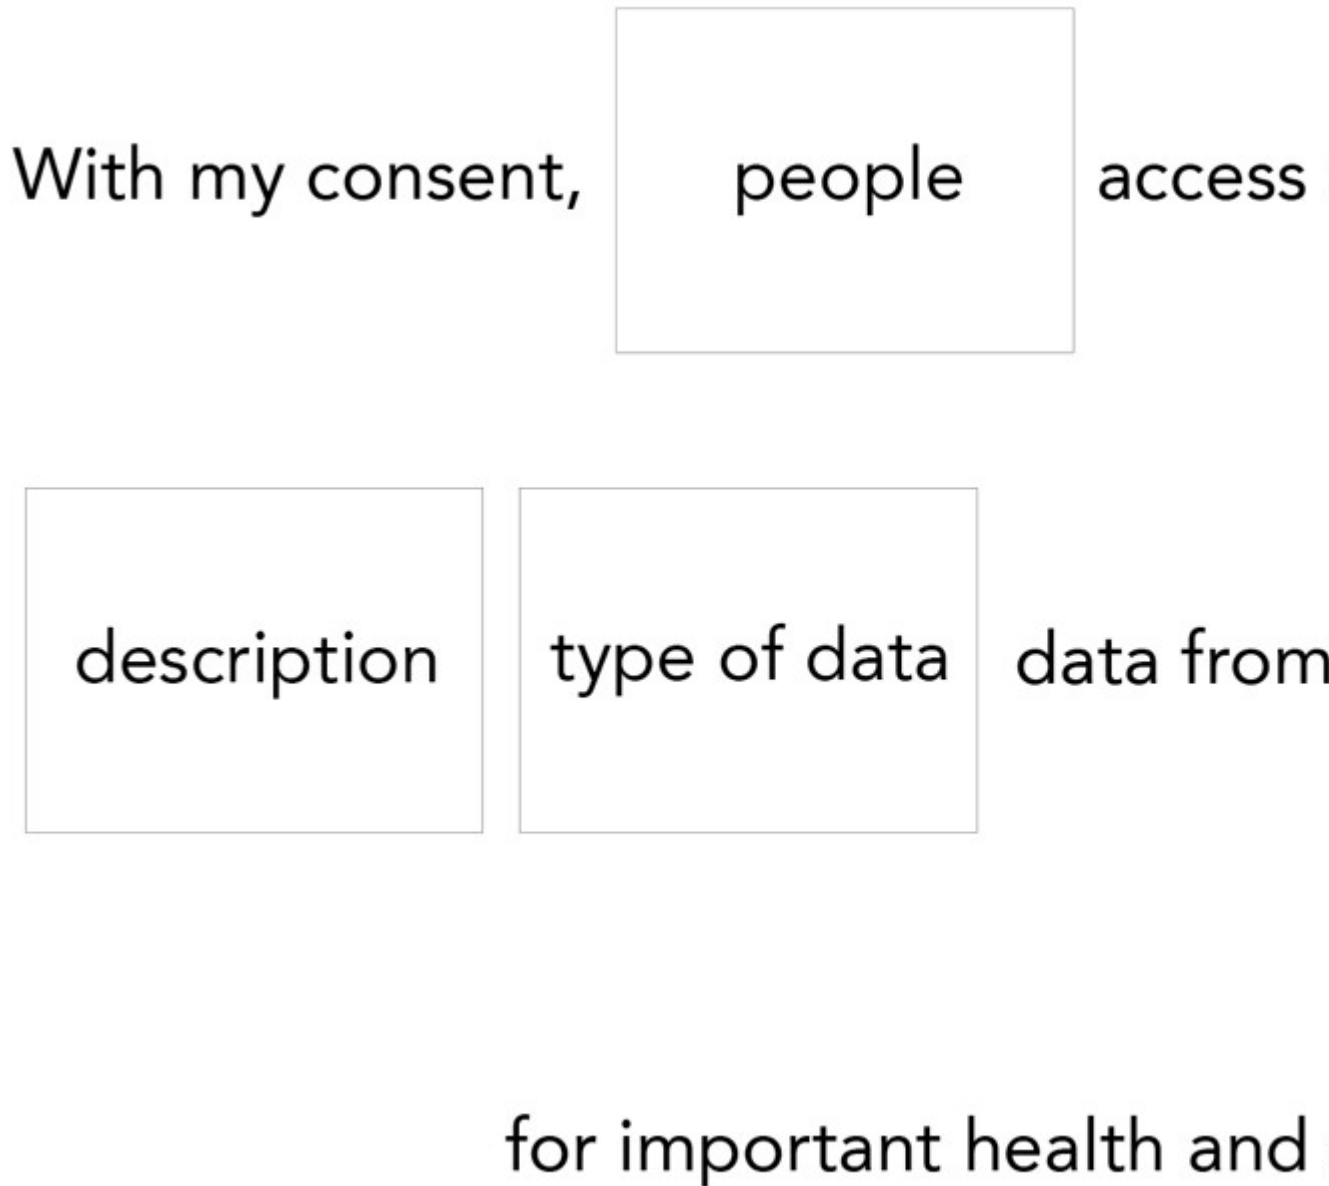 With my consent, people access
description type of data data from
for important health and